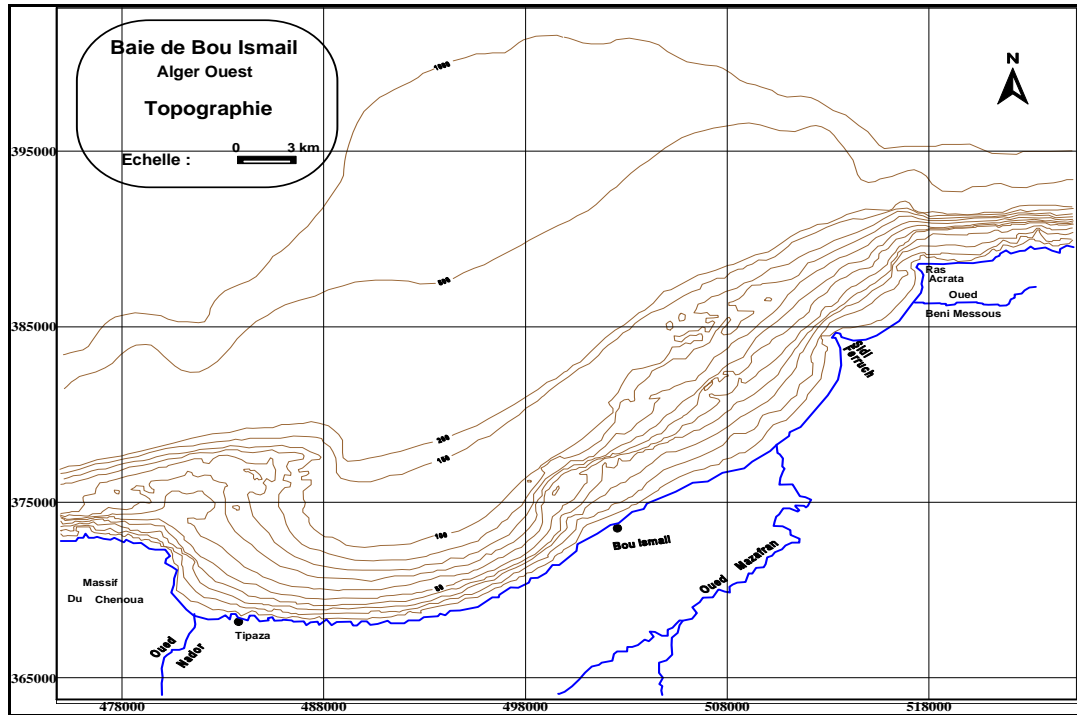 Baie de Bou Ismail
Alger Ouest
Topographie
Echelle :
0 3 km
N
1000
500
200
150
100
50
Ras
Acrata
Oued
Beni Messous
Sidi
Ferruch
Bou Ismail
Oued Mazafran
Massif
Du Chenoua
Tipaza
Oued
Nador
395000
385000
375000
365000
478000
488000
498000
508000
518000